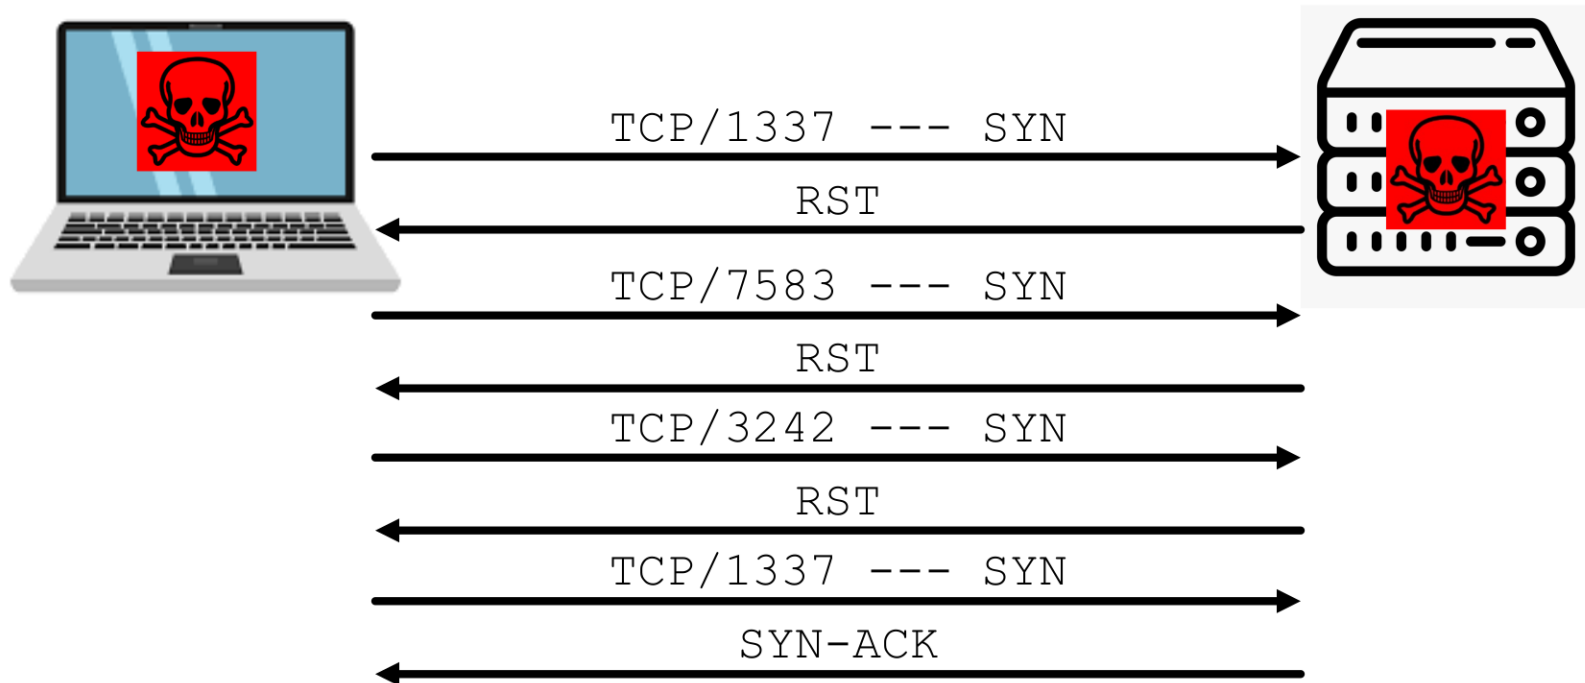 TCP/1337 --- SYN
RST
TCP/7583 --- SYN
RST
TCP/3242 --- SYN
RST
TCP/1337 --- SYN
SYN-ACK